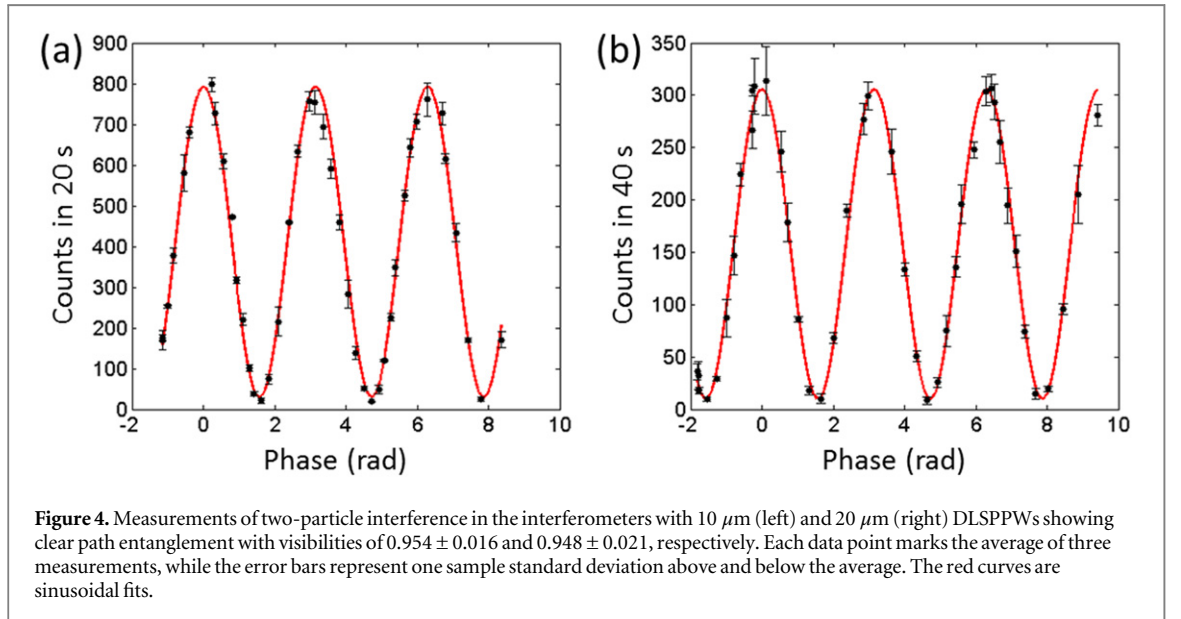 (a)
900
800
700
600
500
400
300
200
100
0
Counts in 20 s
-2 0 2 4 6 8 10
Phase (rad)
(b)
350
300
250
200
150
100
50
0
Counts in 40 s
-2 0 2 4 6 8 10
Phase (rad)
Figure 4. Measurements of two-particle interference in the interferometers with 10 μm (left) and 20 μm (right) DLSPPWs showing
clear path entanglement with visibilities of 0.954 ± 0.016 and 0.948 ± 0.021, respectively. Each data point marks the average of three
measurements, while the error bars represent one sample standard deviation above and below the average. The red curves are
sinusoidal fits.